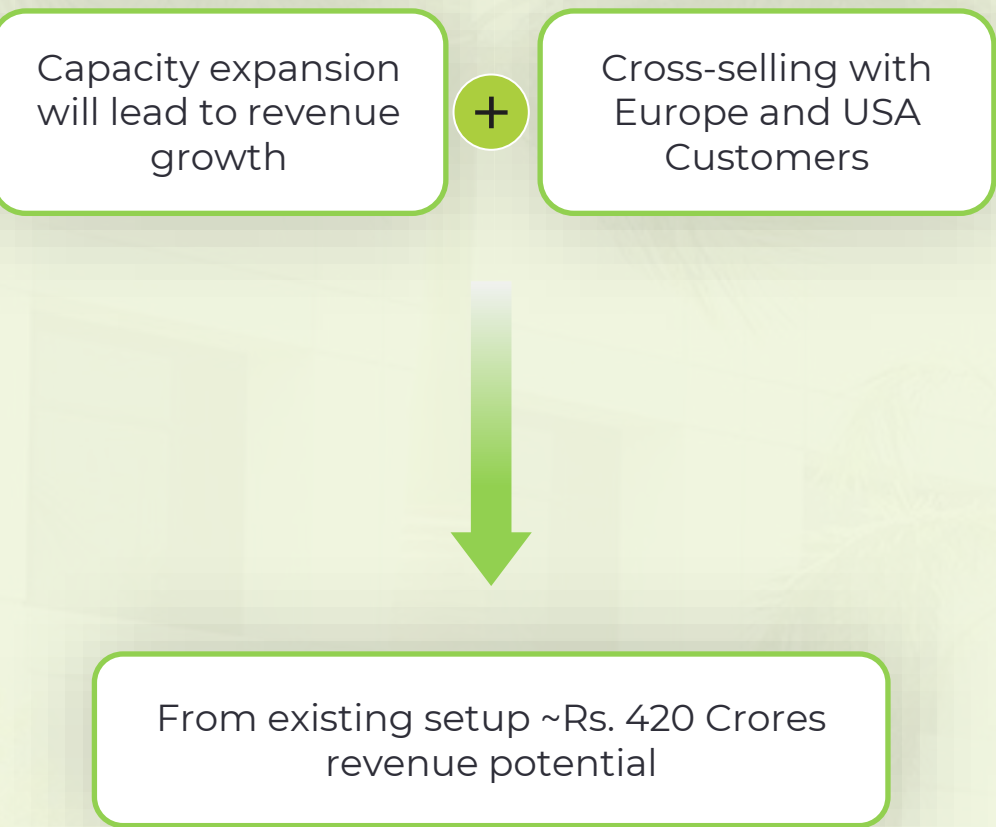 Capacity expansion
will lead to revenue
growth
+
Cross-selling with
Europe and USA
Customers
From existing setup ~Rs. 420 Crores
revenue potential